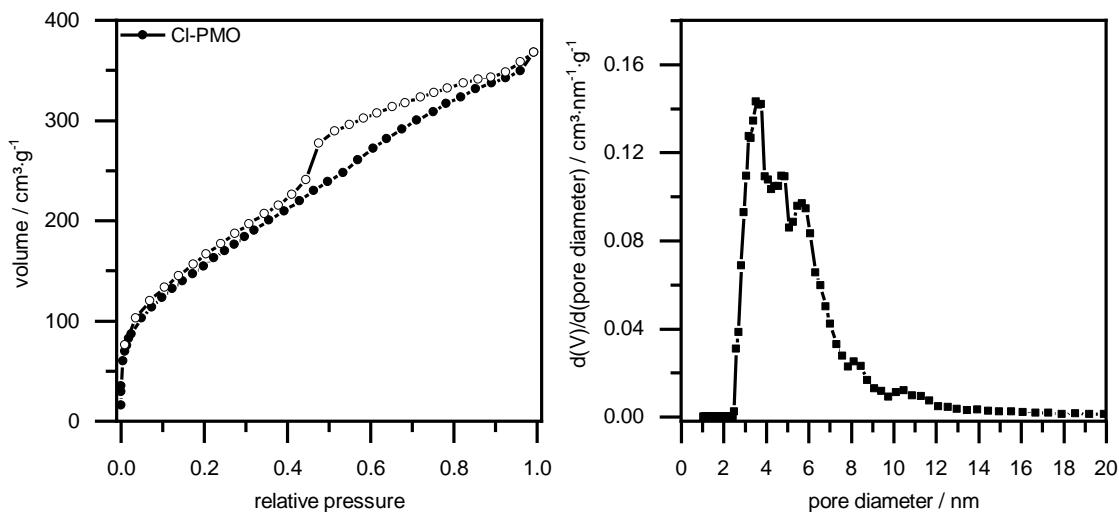 Cl-PMO
400
300
200
100
0
volume / cm³·g⁻¹
0.0 0.2 0.4 0.6 0.8 1.0
relative pressure
0.16
0.12
0.08
0.04
0.00
d(V)/d(pore diameter) / cm³·nm⁻¹·g⁻¹
0 2 4 6 8 10 12 14 16 18 20
pore diameter / nm